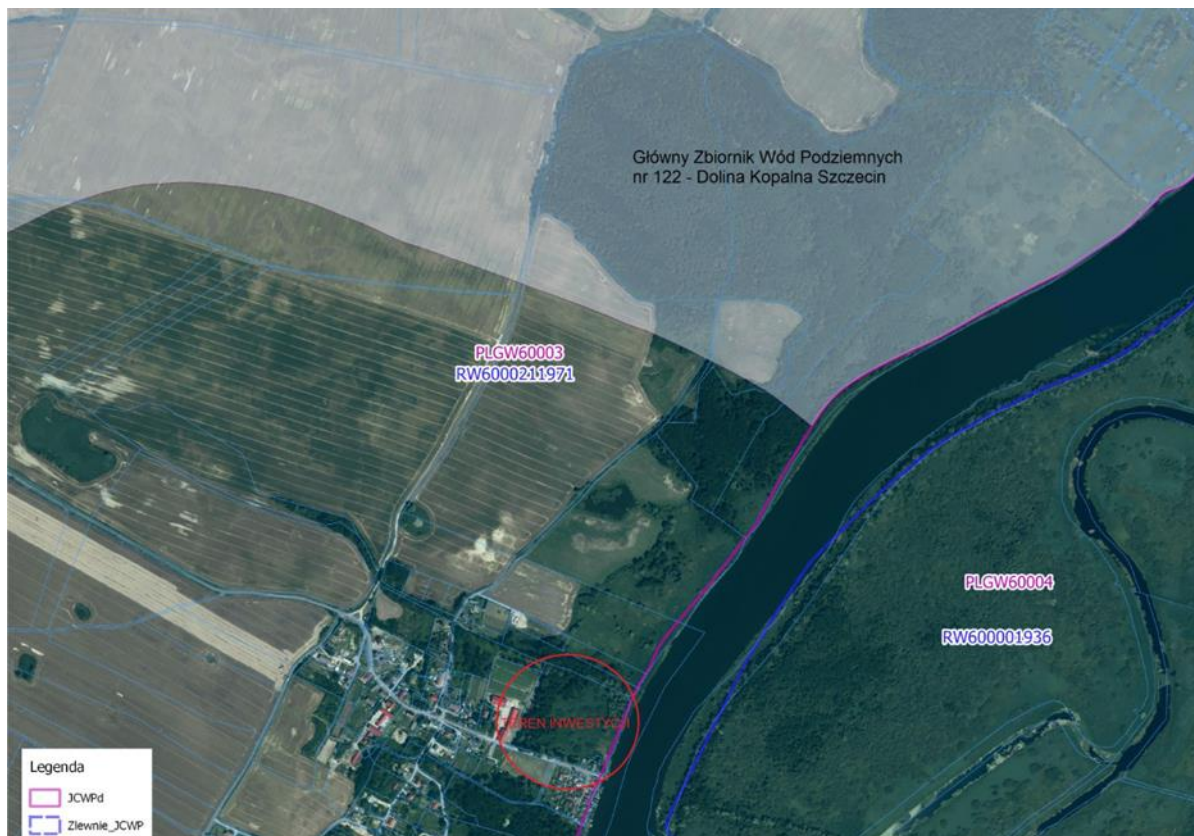 Główny Zbiornik Wód Podziemnych
nr 122 - Dolina Kopalna Szczecin
PLGW60003
RW6000211971
PLGW60004
RW600001936
TEREN INWESTYCJI
Legenda
JCWPd
Zlewnie_JCWP